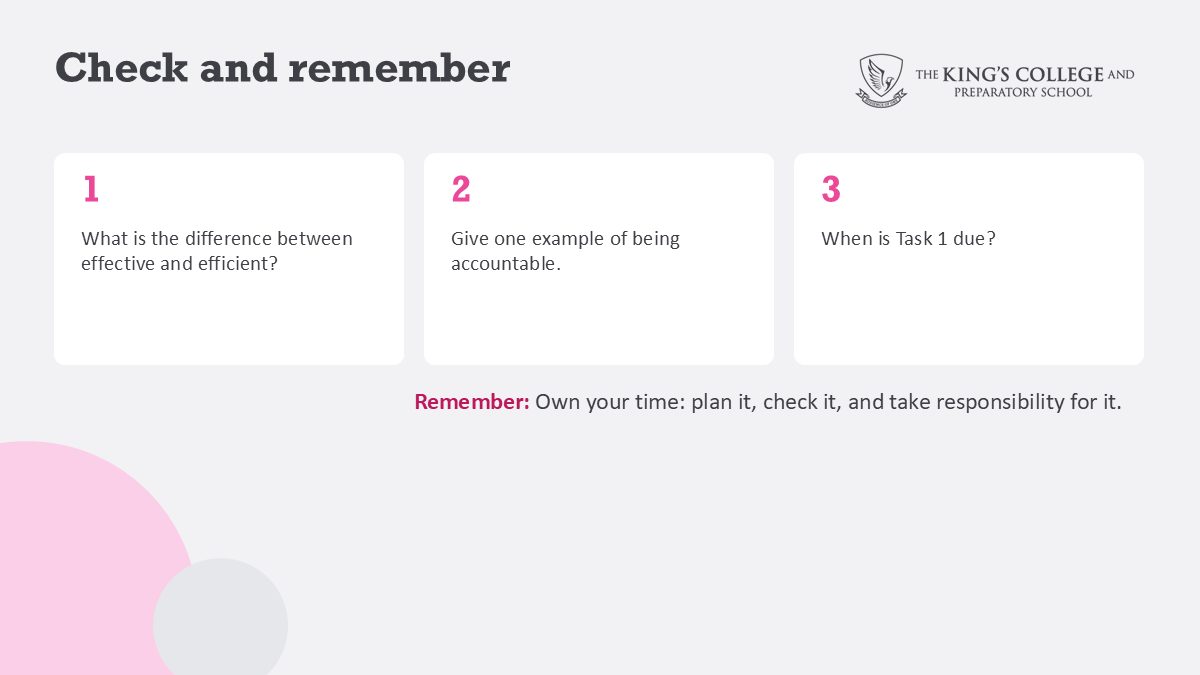 Check and remember
THE KING'S COLLEGE AND
PREPARATORY SCHOOL
1
What is the difference between
effective and efficient?
2
Give one example of being
accountable.
3
When is Task 1 due?
Remember: Own your time: plan it, check it, and take responsibility for it.